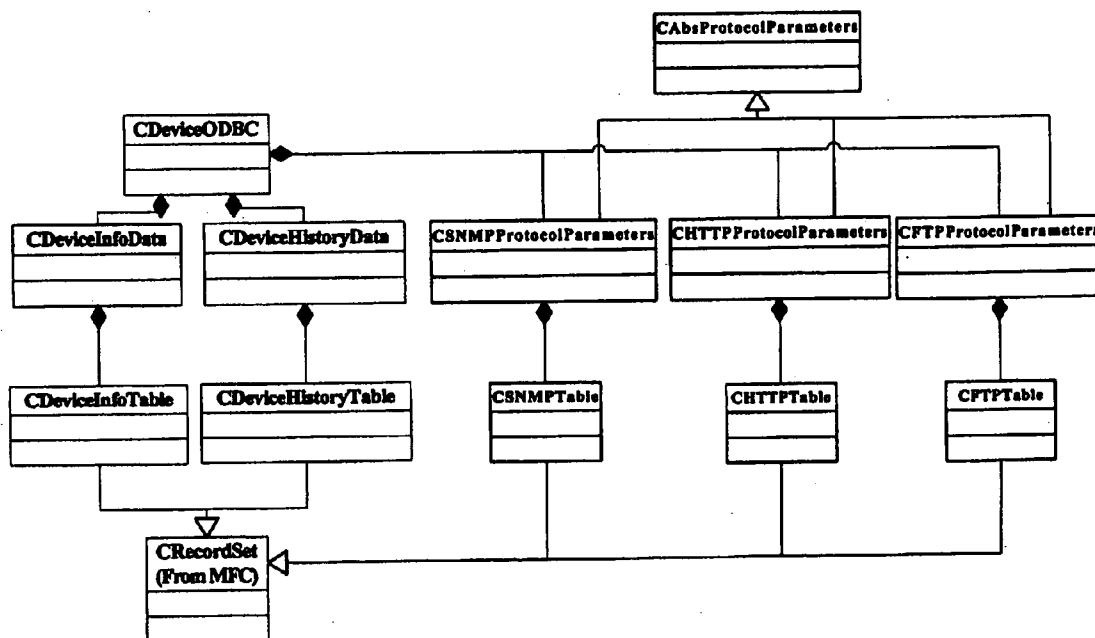 CAbsProtocolParameters
CDeviceODBC
CDeviceInfoData
CDeviceHistoryData
CSNMPProtocolParameters
CHTTPProtocolParameters
CFTPProtocolParameters
CDeviceInfoTable
CDeviceHistoryTable
CSNMPTable
CHTTPTable
CFTPTable
CRecordSet
(From MFC)